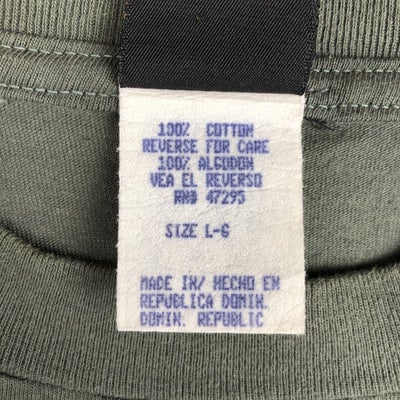 100% COTTON
REVERSE FOR CARE
100% ALGODON
VEA EL REVERSO
RN# 47295
SIZE L-G
MADE IN/ HECHO EN
REPUBLICA DOMIN.
DOMIN. REPUBLIC